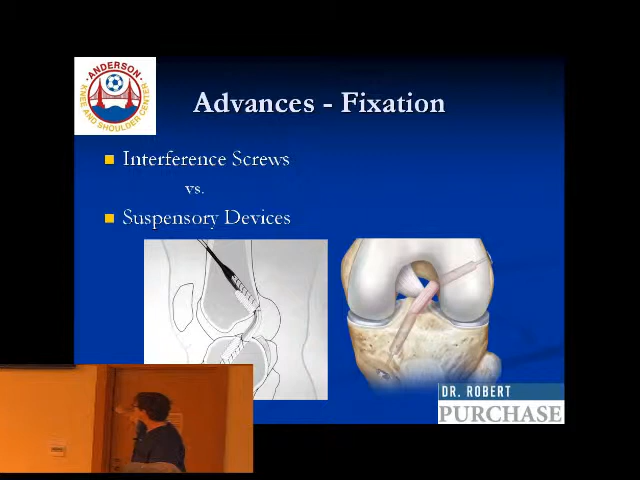 ANDERSON
KNEE AND SHOULDER CENTER
Advances - Fixation
Interference Screws
vs.
Suspensory Devices
DR. ROBERT
PURCHASE